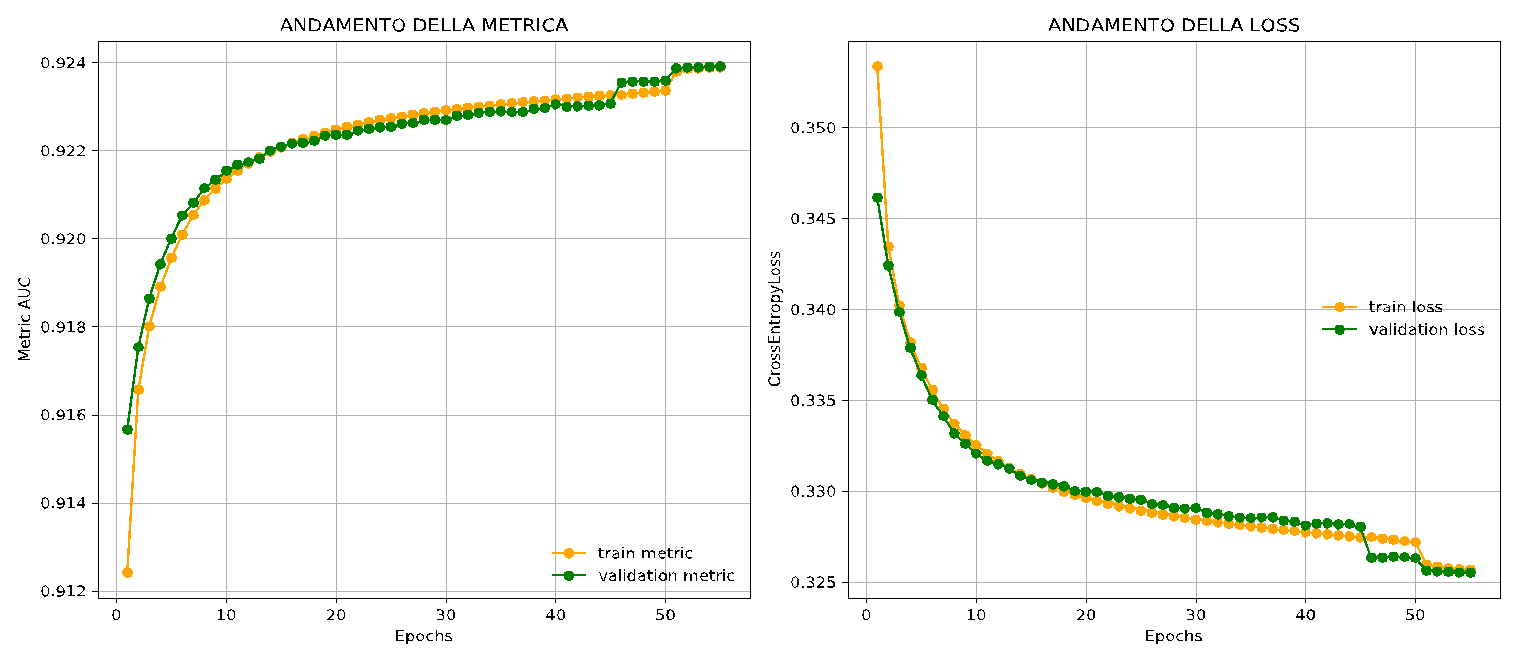 ANDAMENTO DELLA METRICA
0.924
0.922
0.920
0.918
0.916
0.914
0.912
Metric AUC
train metric
validation metric
0 10 20 30 40 50
Epochs
ANDAMENTO DELLA LOSS
0.350
0.345
0.340
0.335
0.330
0.325
CrossEntropyLoss
train loss
validation loss
0 10 20 30 40 50
Epochs